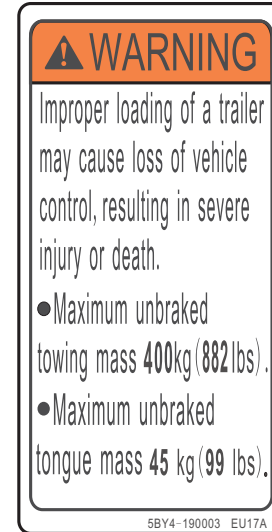 WARNING
Improper loading of a trailer
may cause loss of vehicle
control, resulting in severe
injury or death.
●Maximum unbraked
towing mass 400kg(882lbs).
●Maximum unbraked
tongue mass 45 kg(99 lbs).
5BY4-190003 EU17A